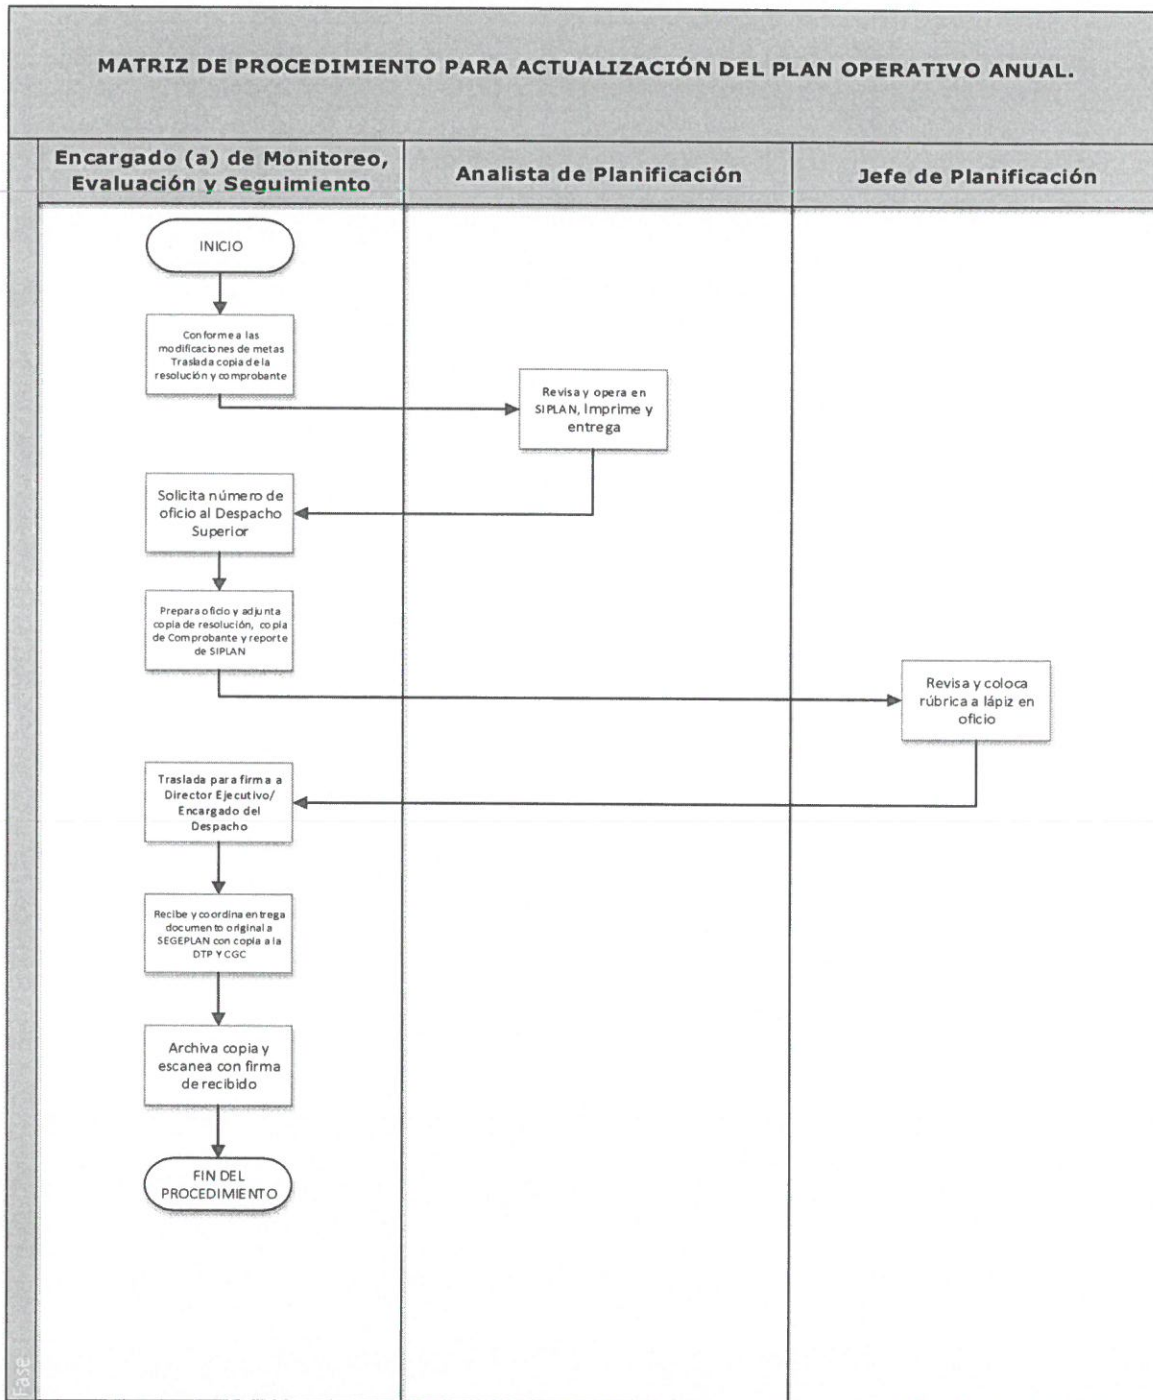 MATRIZ DE PROCEDIMIENTO PARA ACTUALIZACIÓN DEL PLAN OPERATIVO ANUAL.
Encargado (a) de Monitoreo,
Evaluación y Seguimiento
Analista de Planificación
Jefe de Planificación
INICIO
Conforme a las
modificaciones de metas
Traslada copia de la
resolución y comprobante
Revisa y opera en
SIPLAN, Imprime y
entrega
Solicita número de
oficio al Despacho
Superior
Prepara oficio y adjunta
copia de resolución, copia
de Comprobante y reporte
de SIPLAN
Revisa y coloca
rúbrica a lápiz en
oficio
Traslada para firma a
Director Ejecutivo/
Encargado del
Despacho
Recibe y coordina entrega
documento original a
SEGEPLAN con copia a la
DTP Y CGC
Archiva copia y
escanea con firma
de recibido
FIN DEL
PROCEDIMIENTO
Fase